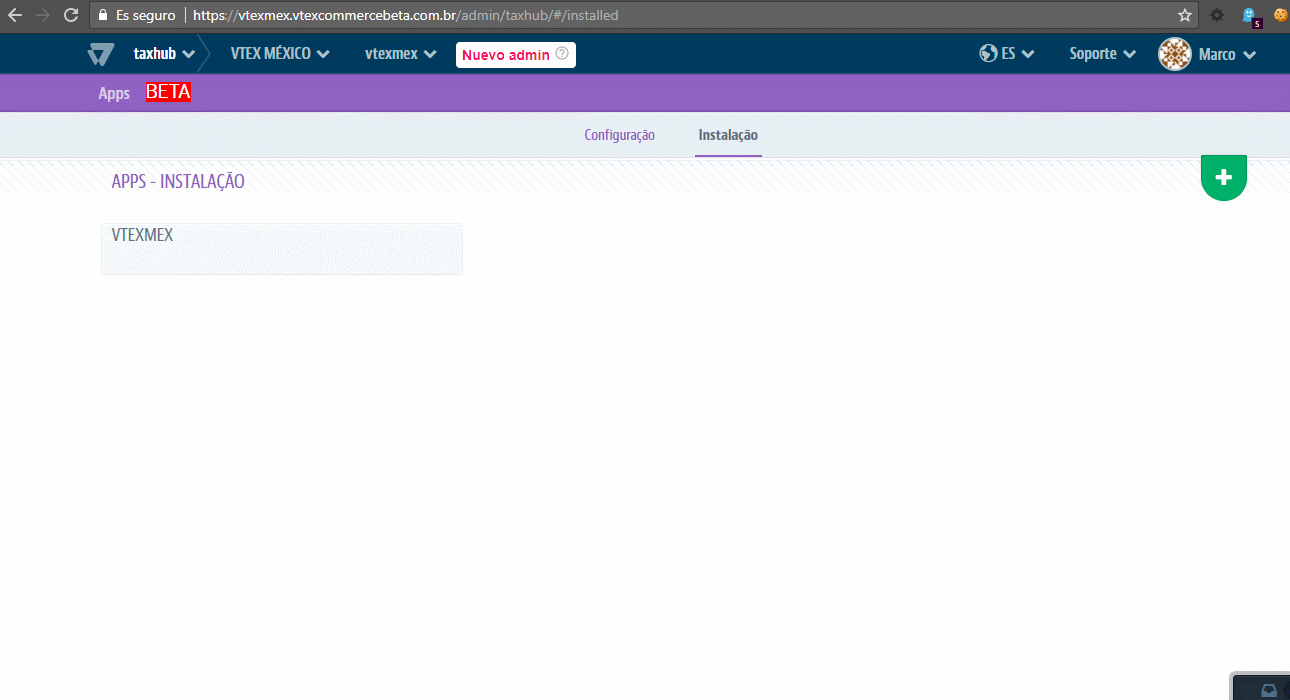 Es seguro https://vtexmex.vtexcommercebeta.com.br/admin/taxhub/#/installed
5
taxhub VTEX MÉXICO vtexmex Nuevo admin ? ES Soporte Marco
Apps BETA
Configuração Instalação
APPS - INSTALAÇÃO
VTEXMEX